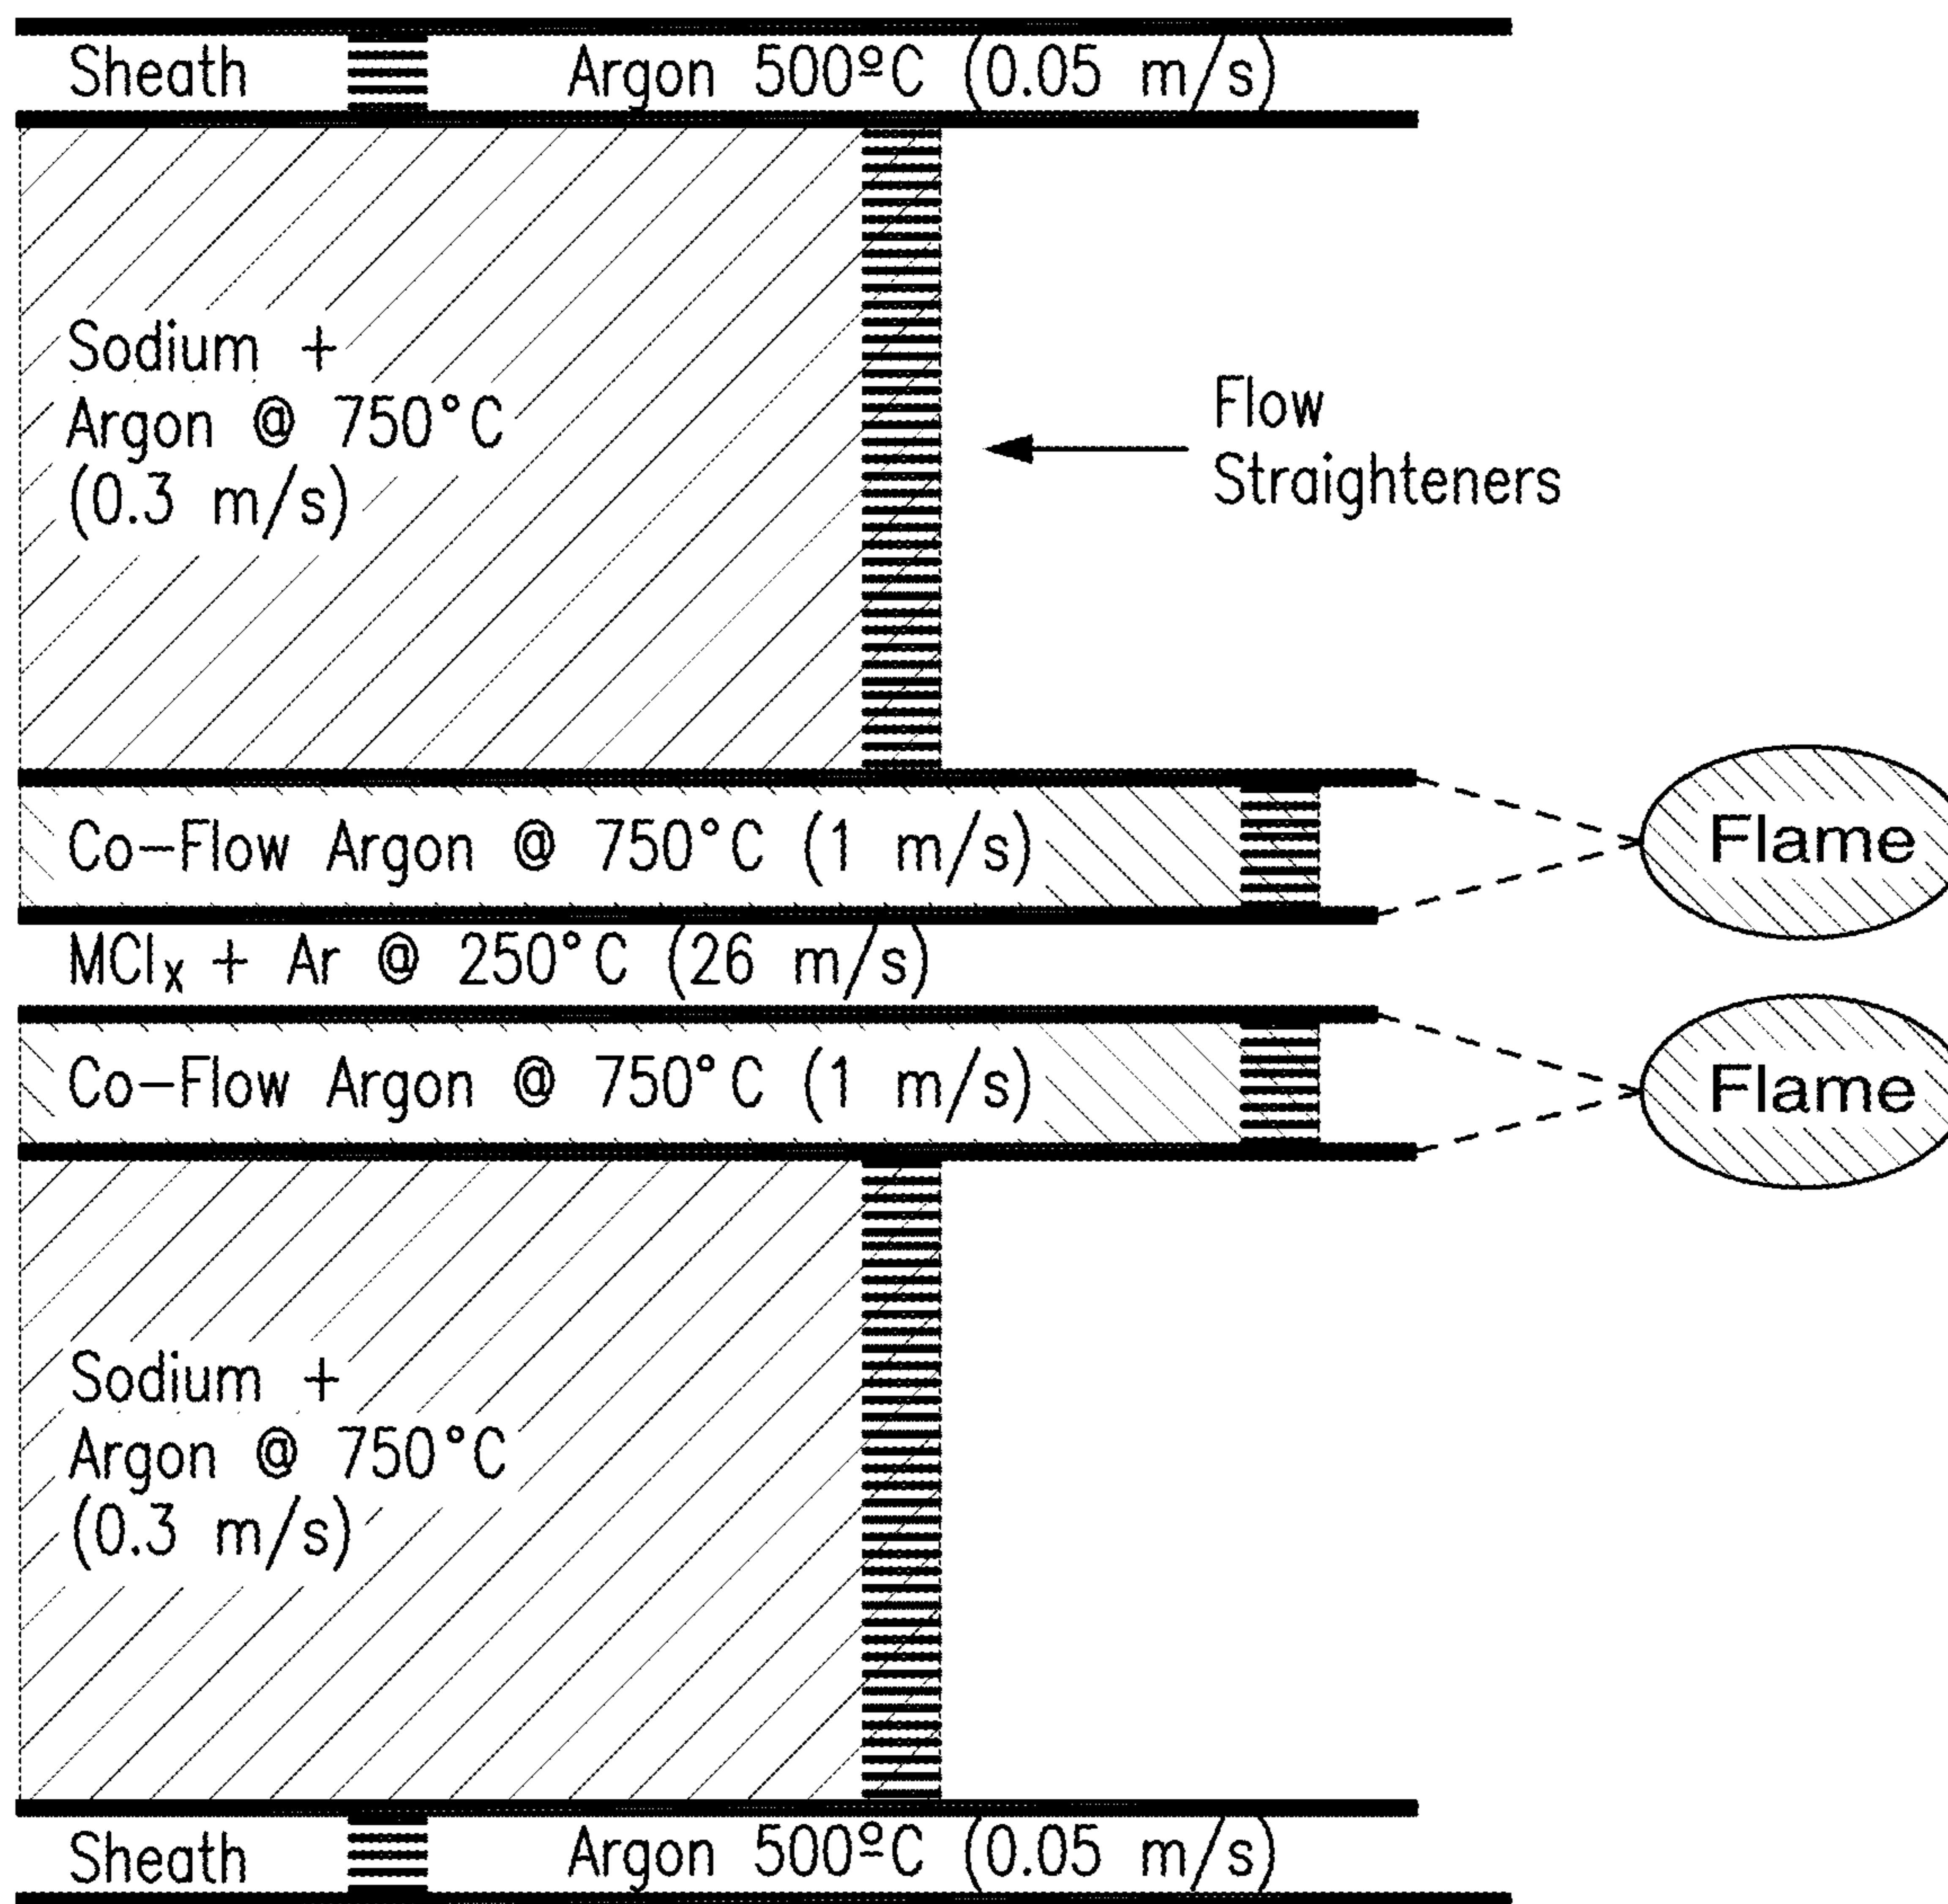 Sheath Argon 500ºC (0.05 m/s)
Sodium +
Argon @ 750°C
(0.3 m/s)
Flow
Straighteners
Co-Flow Argon @ 750°C (1 m/s)
Flame
MClₓ + Ar @ 250°C (26 m/s)
Co-Flow Argon @ 750°C (1 m/s)
Flame
Sodium +
Argon @ 750°C
(0.3 m/s)
Sheath Argon 500ºC (0.05 m/s)